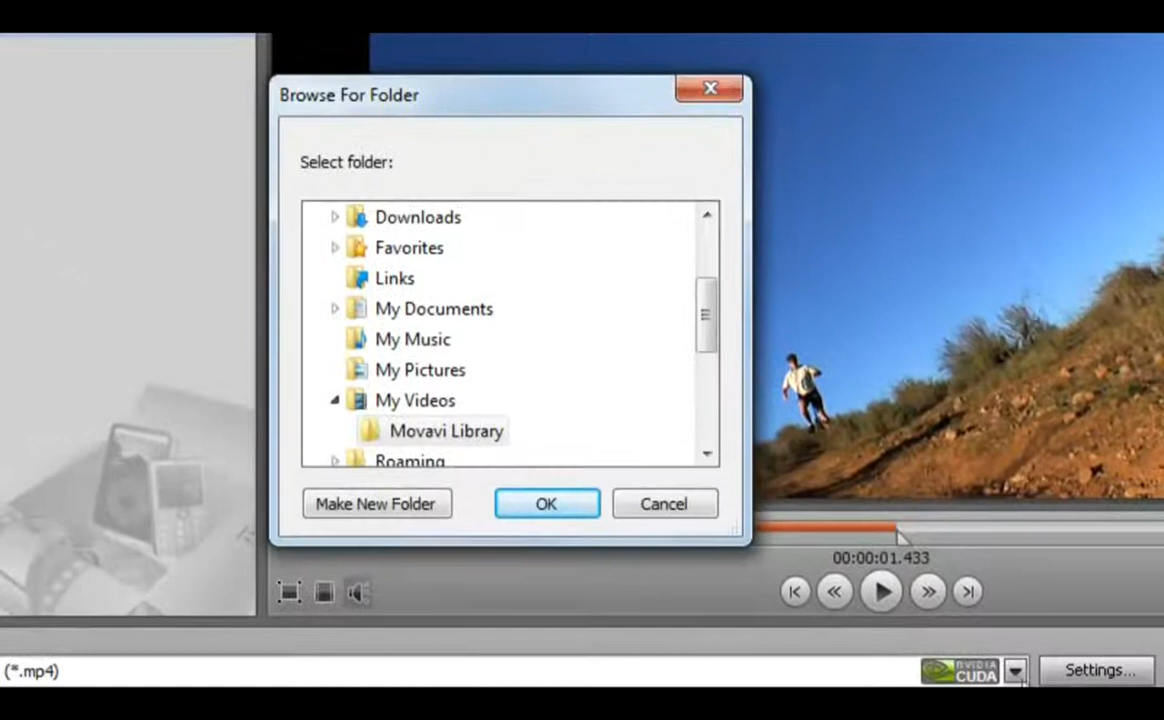 Browse For Folder
Select folder:
Downloads
Favorites
Links
My Documents
My Music
My Pictures
My Videos
Movavi Library
Roaming
Make New Folder
OK
Cancel
00:00:01.433
(*.mp4)
NVIDIA
CUDA
Settings...